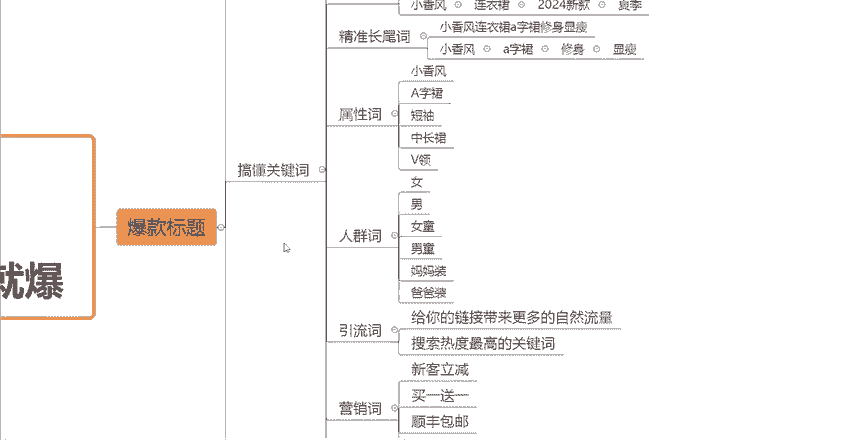 小香风 连衣裙 2024新款 夏季
精准长尾词
小香风连衣裙a字裙修身显瘦
小香风 a字裙 修身 显瘦
属性词
小香风
A字裙
短袖
中长裙
V领
搞懂关键词
爆款标题
就爆
人群词
女
男
女童
男童
妈妈装
爸爸装
引流词
给你的链接带来更多的自然流量
搜索热度最高的关键词
营销词
新客立减
买一送一
顺丰包邮